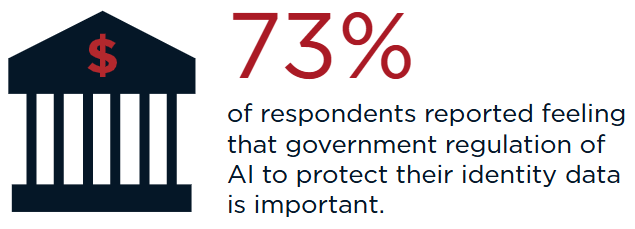 $
73%
of respondents reported feeling
that government regulation of
AI to protect their identity data
is important.